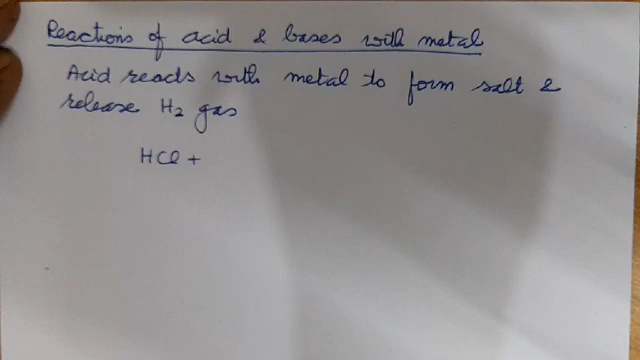 Reactions of acid & bases with metal
Acid reacts with metal to form salt &
release H₂ gas
HCl +